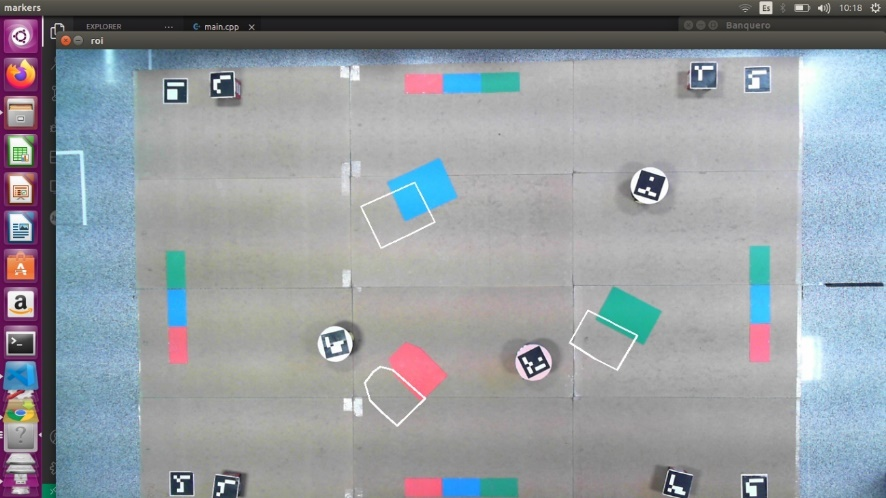 markers
Es
10:18
EXPLORER
main.cpp
Banquero
roi